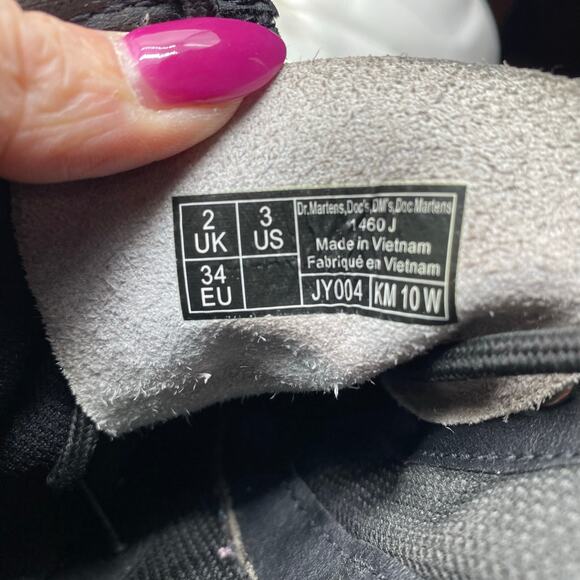 2
UK
3
US
34
EU
Dr.Martens,Doc's,DM's,Doc Martens
1460 J
Made in Vietnam
Fabriqué en Vietnam
JY004
KM 10 W